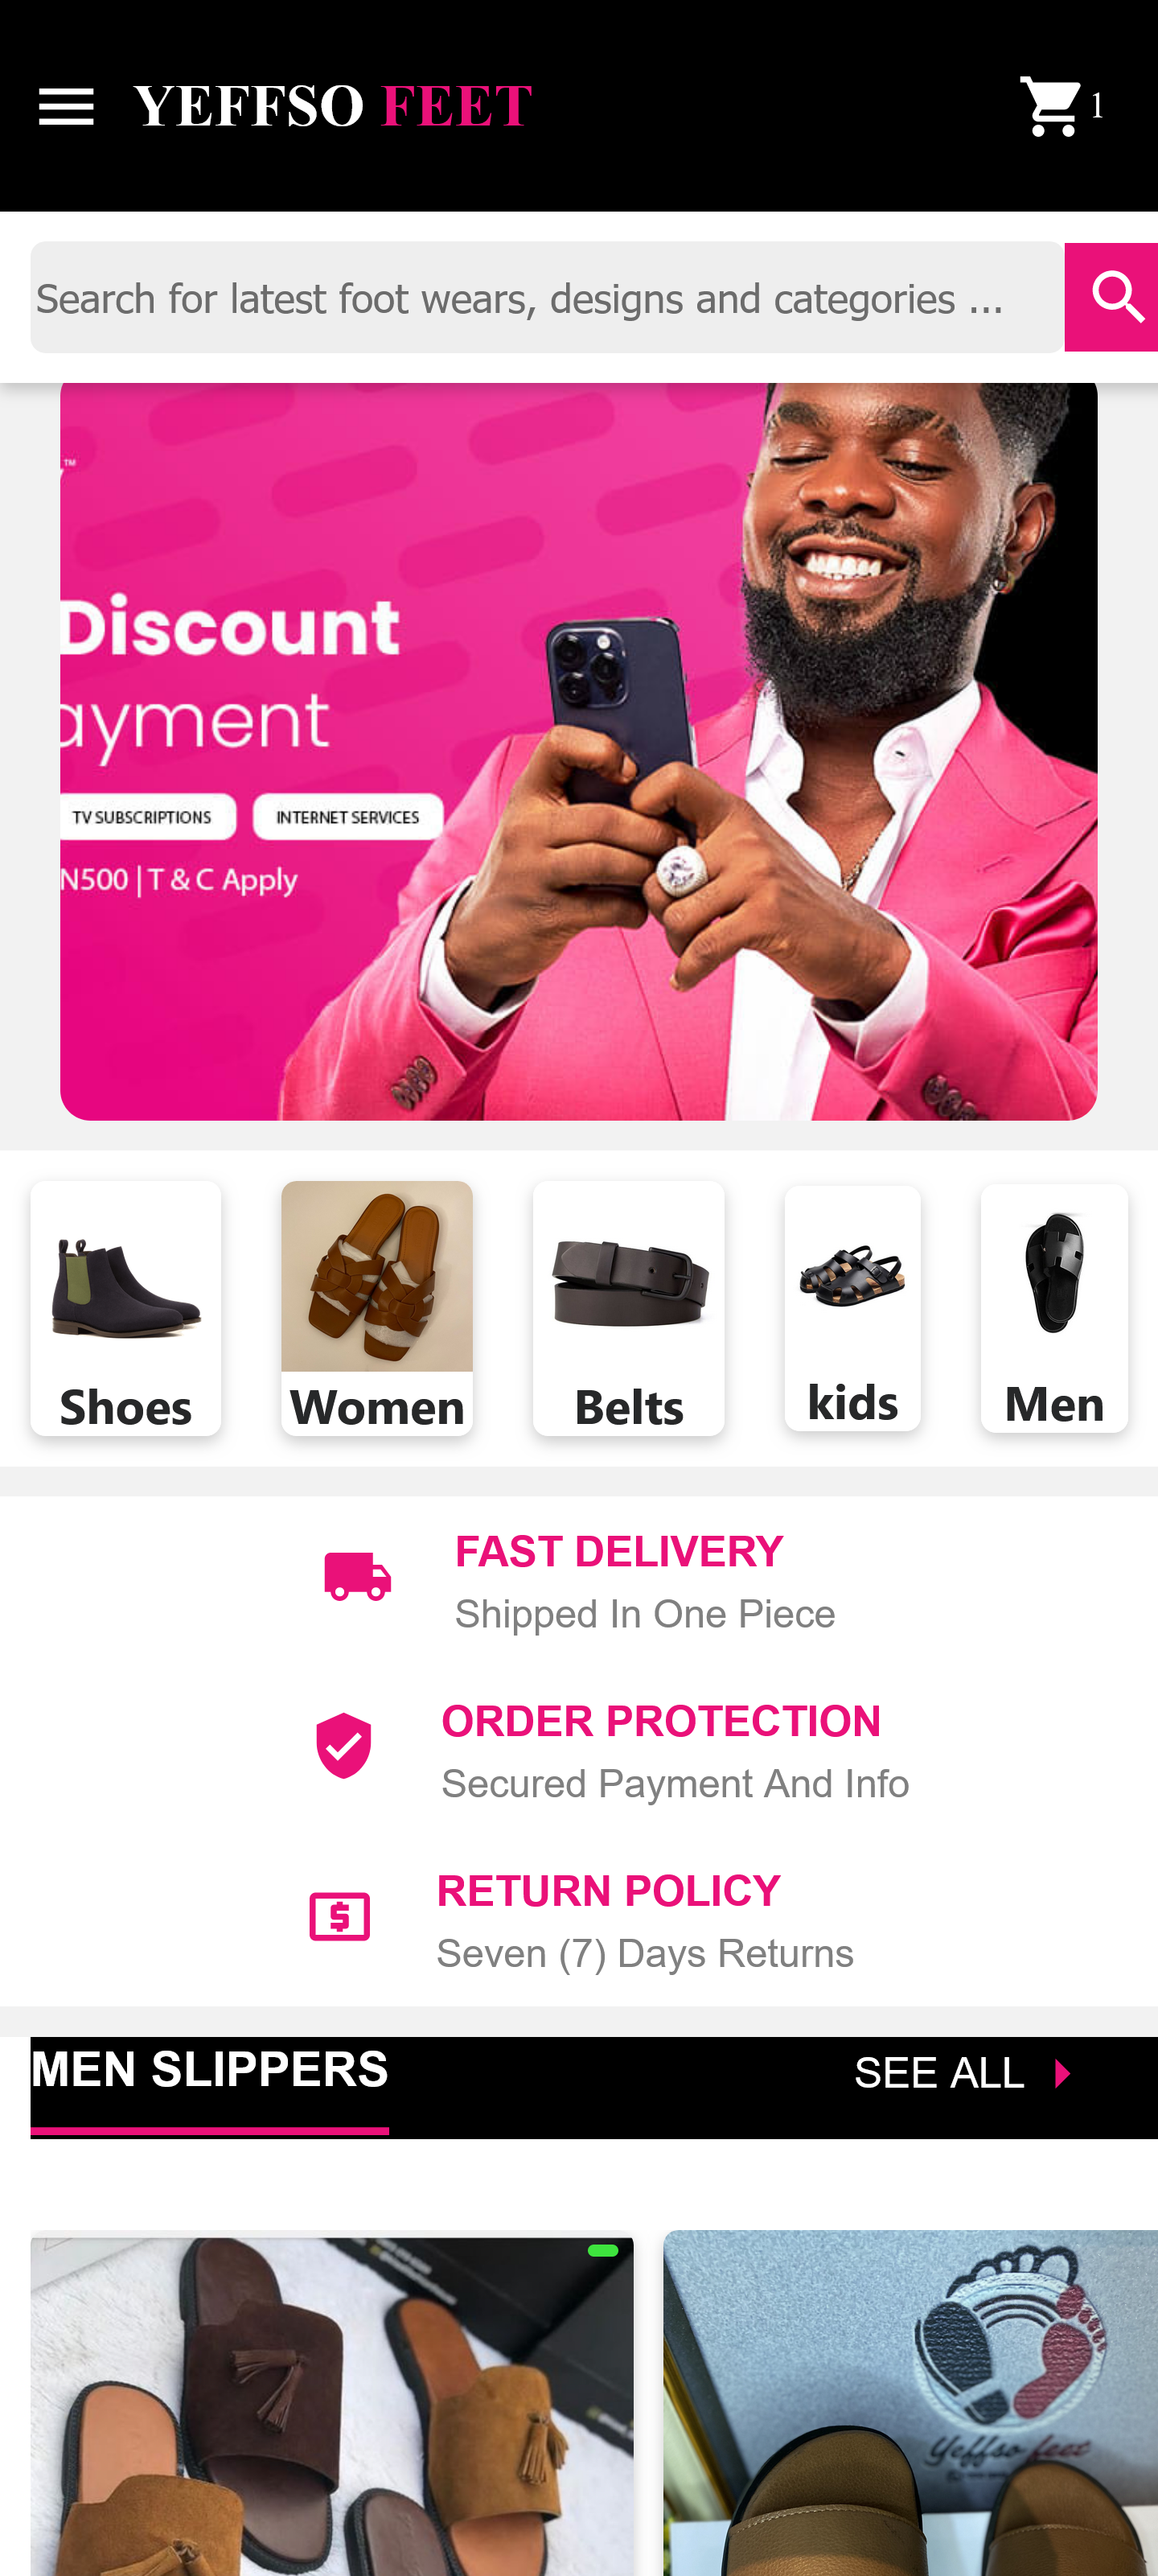 YEFFSO FEET
1
Search for latest foot wears, designs and categories ...
™
Discount
ayment
TV SUBSCRIPTIONS INTERNET SERVICES
N500 | T & C Apply
Shoes Women Belts kids Men
FAST DELIVERY
Shipped In One Piece
ORDER PROTECTION
Secured Payment And Info
RETURN POLICY
Seven (7) Days Returns
MEN SLIPPERS SEE ALL
Yeffso feet